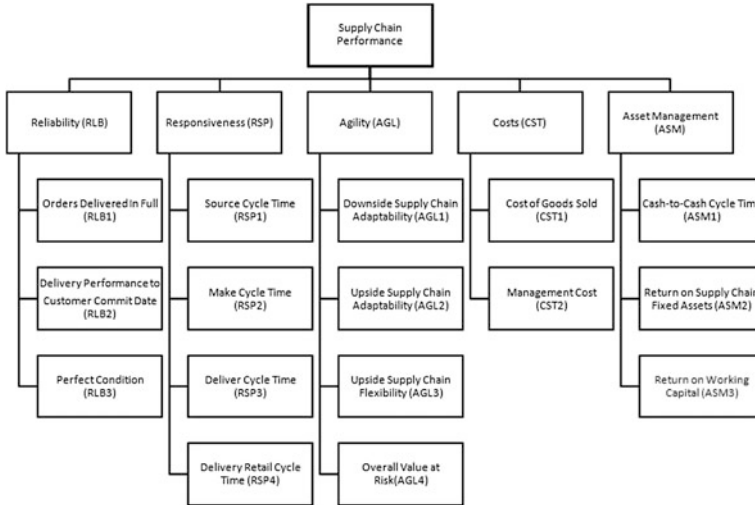 Supply Chain
Performance
Reliability (RLB)
Responsiveness (RSP)
Agility (AGL)
Costs (CST)
Asset Management
(ASM)
Orders Delivered In Full
(RLB1)
Source Cycle Time
(RSP1)
Downside Supply Chain
Adaptability (AGL1)
Cost of Goods Sold
(CST1)
Cash-to-Cash Cycle Time
(ASM1)
Delivery Performance to
Customer Commit Date
(RLB2)
Make Cycle Time
(RSP2)
Upside Supply Chain
Adaptability (AGL2)
Management Cost
(CST2)
Return on Supply Chain
Fixed Assets (ASM2)
Perfect Condition
(RLB3)
Deliver Cycle Time
(RSP3)
Upside Supply Chain
Flexibility (AGL3)
Return on Working
Capital (ASM3)
Delivery Retail Cycle
Time (RSP4)
Overall Value at
Risk(AGL4)